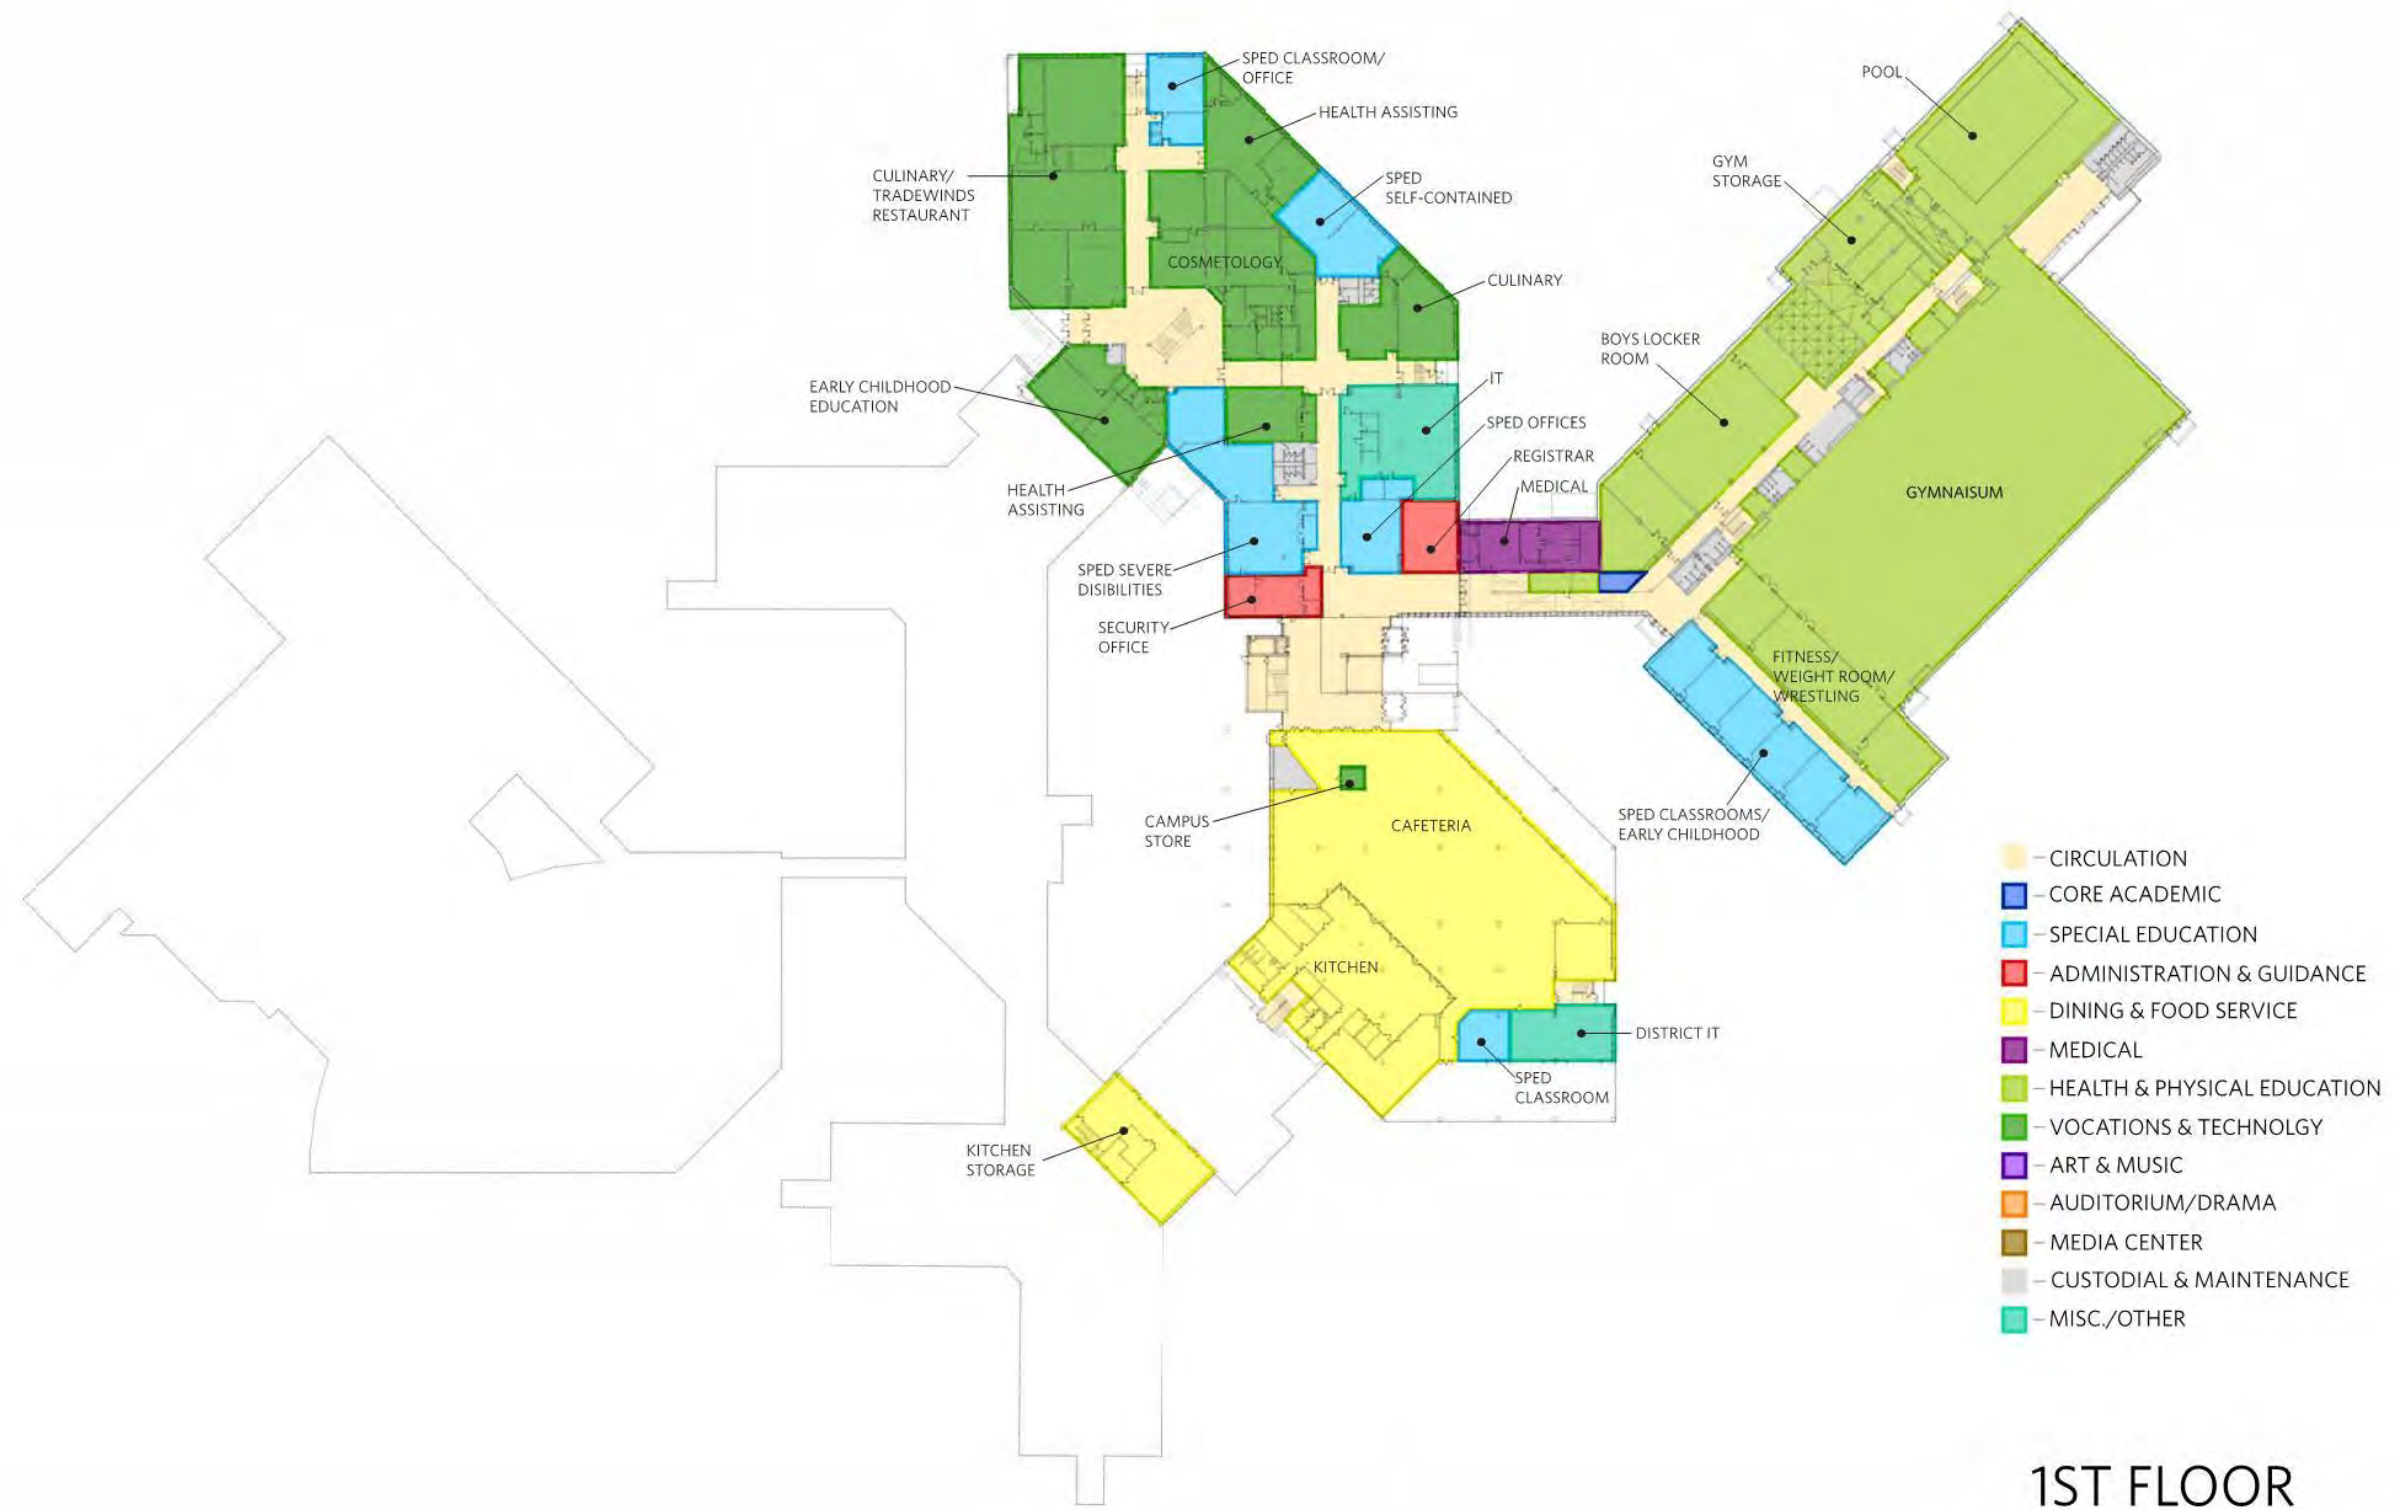 SPED CLASSROOM/
OFFICE
HEALTH ASSISTING
POOL
GYM
STORAGE
CULINARY/
TRADEWINDS
RESTAURANT
SPED
SELF-CONTAINED
COSMETOLOGY
CULINARY
BOYS LOCKER
ROOM
EARLY CHILDHOOD
EDUCATION
IT
SPED OFFICES
REGISTRAR
MEDICAL
HEALTH
ASSISTING
GYMNAISUM
SPED SEVERE
DISIBILITIES
SECURITY
OFFICE
FITNESS/
WEIGHT ROOM/
WRESTLING
CAMPUS
STORE
CAFETERIA
SPED CLASSROOMS/
EARLY CHILDHOOD
KITCHEN
DISTRICT IT
SPED
CLASSROOM
KITCHEN
STORAGE
CIRCULATION
CORE ACADEMIC
SPECIAL EDUCATION
ADMINISTRATION & GUIDANCE
DINING & FOOD SERVICE
MEDICAL
HEALTH & PHYSICAL EDUCATION
VOCATIONS & TECHNOLGY
ART & MUSIC
AUDITORIUM/DRAMA
MEDIA CENTER
CUSTODIAL & MAINTENANCE
MISC./OTHER
1ST FLOOR